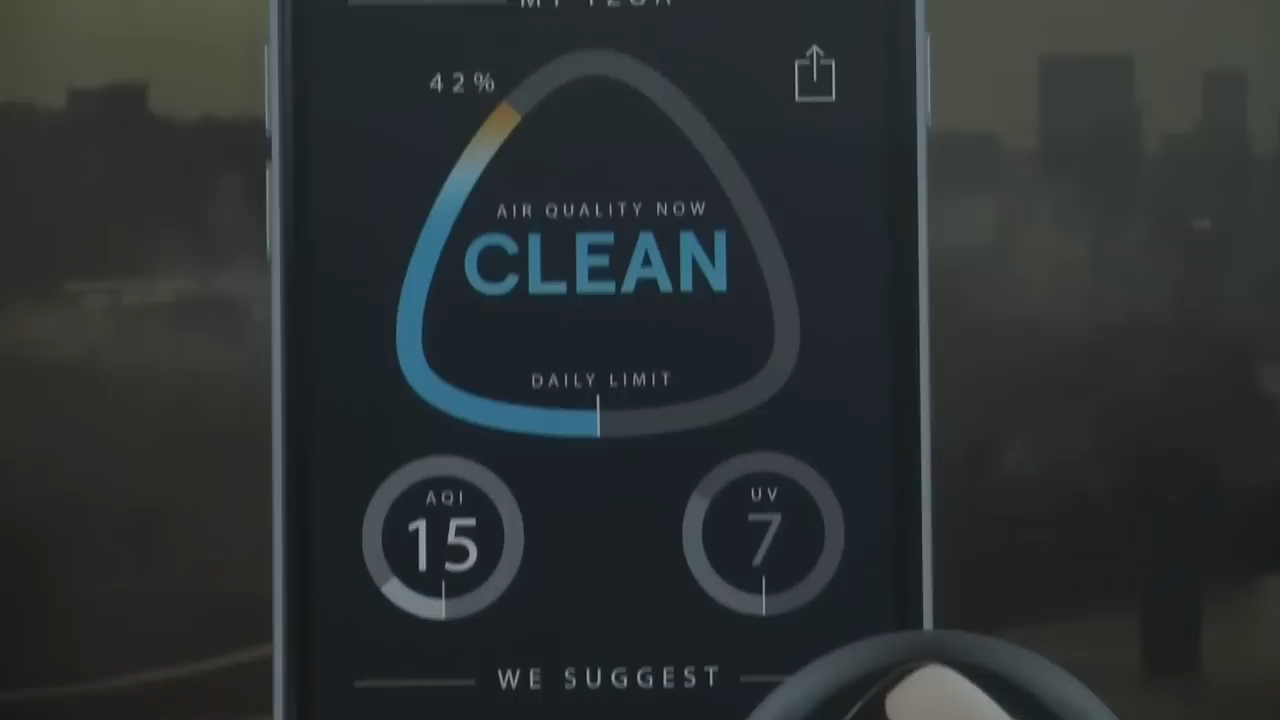 42%
AIR QUALITY NOW
CLEAN
DAILY LIMIT
AQI
15
UV
7
WE SUGGEST